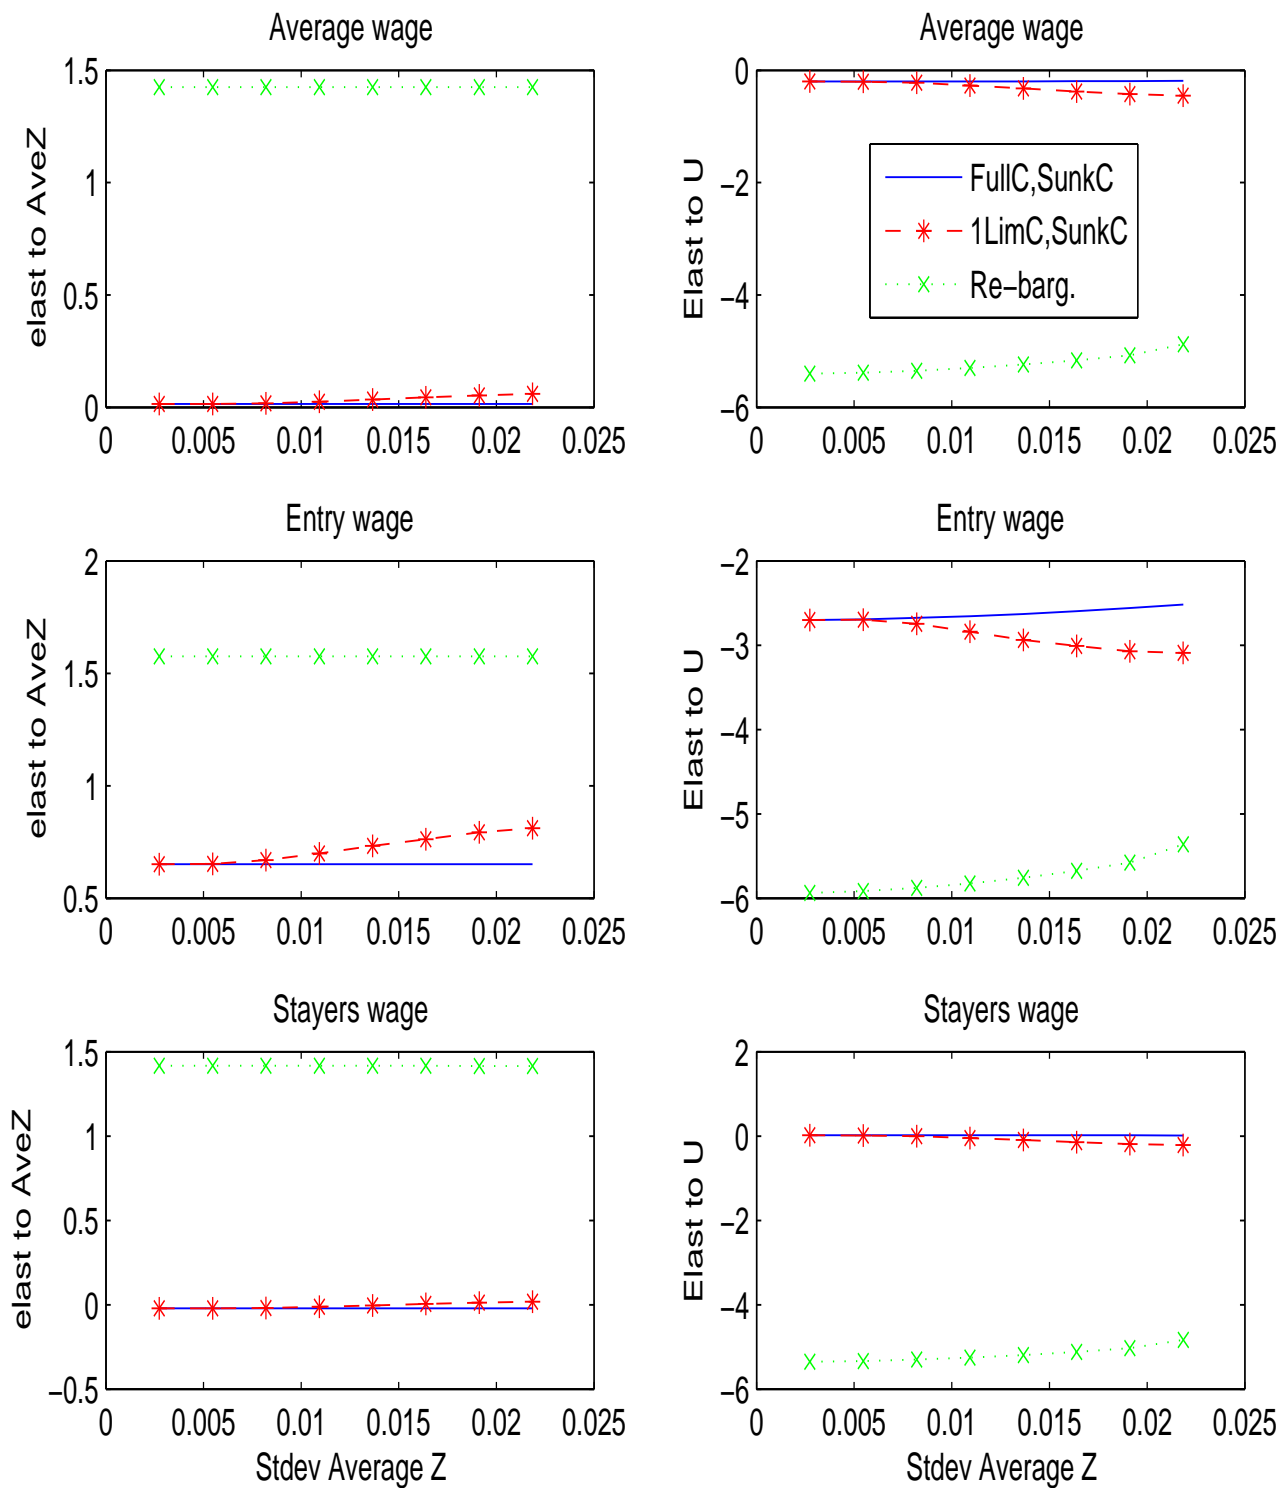 Average wage
1.5
1
0.5
0
elast to AveZ
0 0.005 0.01 0.015 0.02 0.025
Average wage
0
−2
−4
−6
Elast to U
FullC,SunkC
1LimC,SunkC
Re−barg.
0 0.005 0.01 0.015 0.02 0.025
Entry wage
2
1.5
1
0.5
elast to AveZ
0 0.005 0.01 0.015 0.02 0.025
Entry wage
−2
−3
−4
−5
−6
Elast to U
0 0.005 0.01 0.015 0.02 0.025
Stayers wage
1.5
1
0.5
0
−0.5
elast to AveZ
0 0.005 0.01 0.015 0.02 0.025
Stdev Average Z
Stayers wage
2
0
−2
−4
−6
Elast to U
0 0.005 0.01 0.015 0.02 0.025
Stdev Average Z